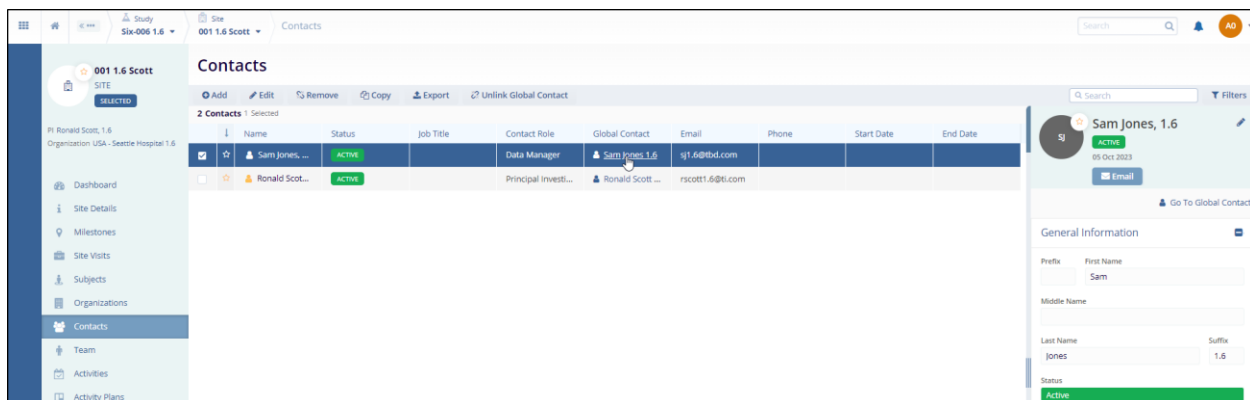 Study
Six-006 1.6
Site
001 1.6 Scott
Contacts
Search
AO
001 1.6 Scott
SITE
SELECTED
PI Ronald Scott, 1.6
Organization USA - Seattle Hospital 1.6
Dashboard
Site Details
Milestones
Site Visits
Subjects
Organizations
Contacts
Team
Activities
Activity Plans
Contacts
Add Edit Remove Copy Export Unlink Global Contact
Search Filters
2 Contacts 1 Selected
Name Status Job Title Contact Role Global Contact Email Phone Start Date End Date
Sam Jones, ... ACTIVE Data Manager Sam Jones 1.6 sj1.6@tbd.com
Ronald Scot... ACTIVE Principal Investi... Ronald Scott ... rscott1.6@ti.com
SJ
Sam Jones, 1.6
ACTIVE
05 Oct 2023
Email
Go To Global Contact
General Information
Prefix First Name
Sam
Middle Name
Last Name Suffix
Jones 1.6
Status
Active